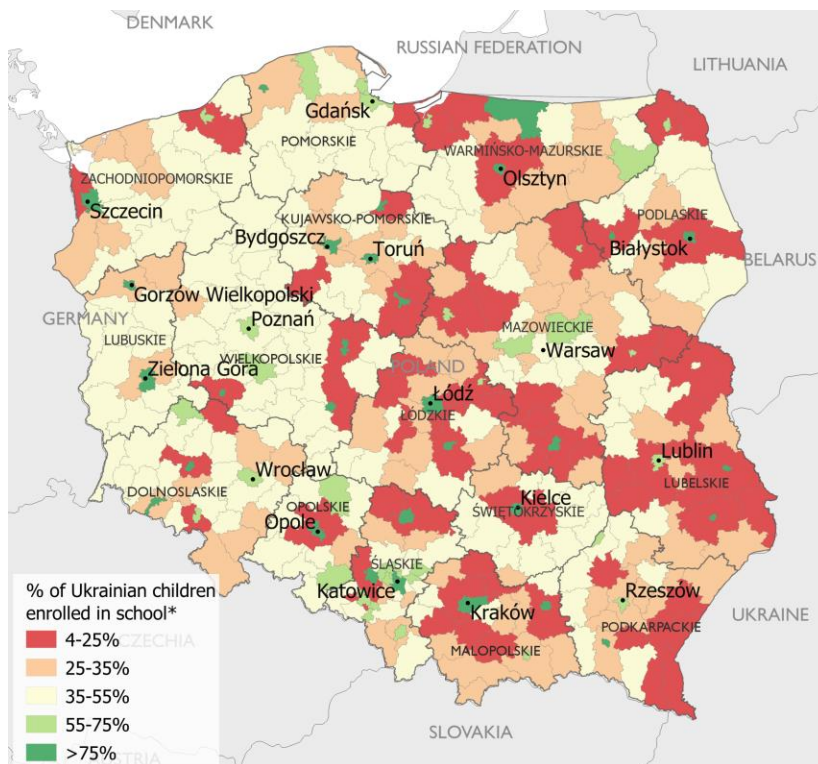 DENMARK
RUSSIAN FEDERATION
LITHUANIA
Gdańsk
POMORSKIE
WARMIŃSKO-MAZURSKIE
Olsztyn
ZACHODNIOPOMORSKIE
Szczecin
KUJAWSKO-POMORSKIE
PODLASKIE
Bydgoszcz
Toruń
Białystok
BELARUS
Gorzów Wielkopolski
GERMANY
Poznań
MAZOWIECKIE
LUBUSKIE
WIELKOPOLSKIE
Warsaw
POLAND
Zielona Góra
Łódź
ŁÓDZKIE
Lublin
LUBELSKIE
Wrocław
DOLNOSLASKIE
Kielce
OPOLSKIE
ŚWIĘTOKRZYSKIE
Opole
ŚLĄSKIE
Katowice
Kraków
Rzeszów
UKRAINE
PODKARPACKIE
MALOPOLSKIE
SLOVAKIA
% of Ukrainian children
enrolled in school*
4-25%
CZECHIA
25-35%
35-55%
55-75%
>75%
AUSTRIA